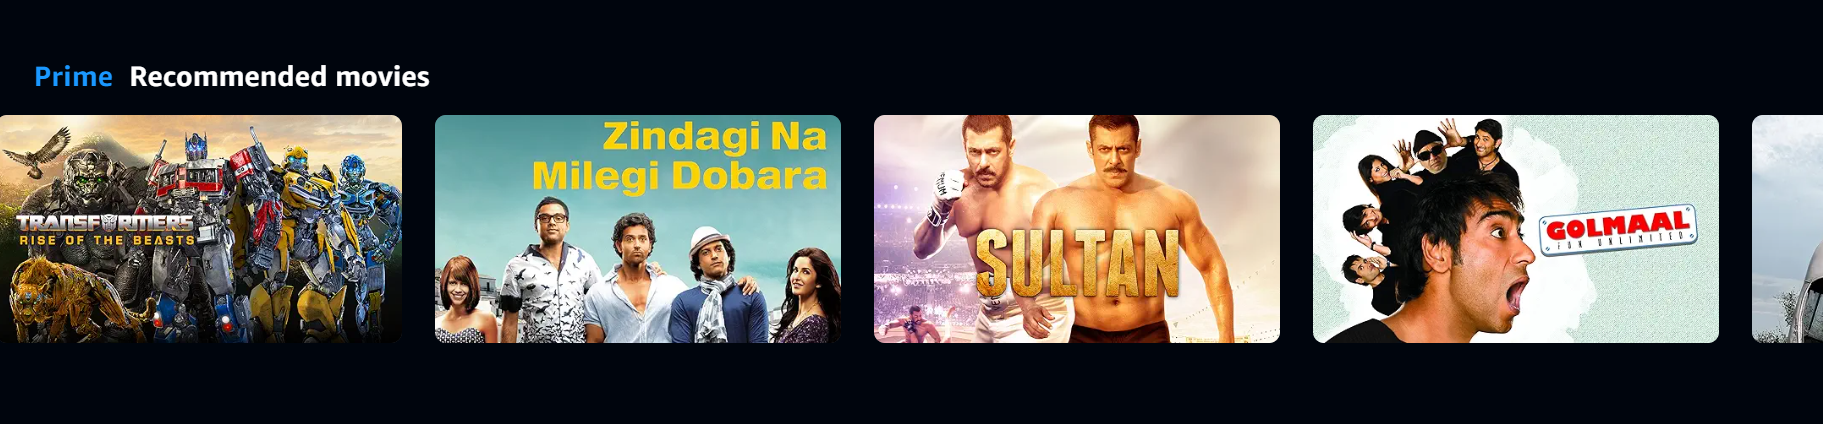 Prime Recommended movies
TRANSFORMERS
RISE OF THE BEASTS
Zindagi Na
Milegi Dobara
SULTAN
GOLMAAL
FUN UNLIMITED